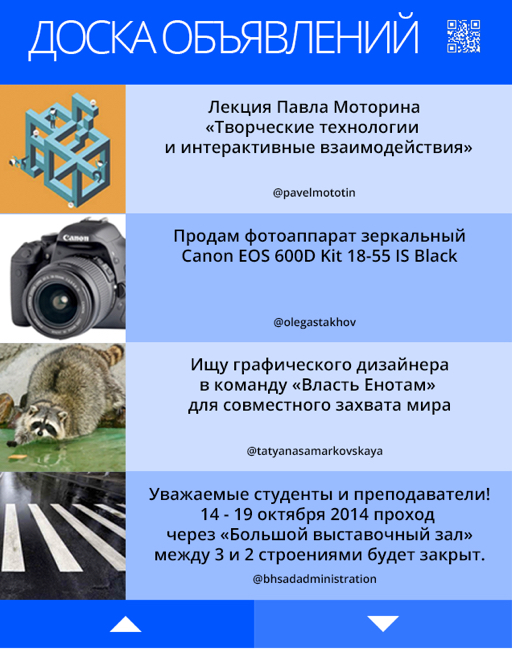 ДОСКА ОБЪЯВЛЕНИЙ
Лекция Павла Моторина
«Творческие технологии
и интерактивные взаимодействия»
@pavelmototin
Canon
Продам фотоаппарат зеркальный
Canon EOS 600D Kit 18-55 IS Black
@olegastakhov
Ищу графического дизайнера
в команду «Власть Енотам»
для совместного захвата мира
@tatyanasamarkovskaya
Уважаемые студенты и преподаватели!
14 - 19 октября 2014 проход
через «Большой выставочный зал»
между 3 и 2 строениями будет закрыт.
@bhsadadministration